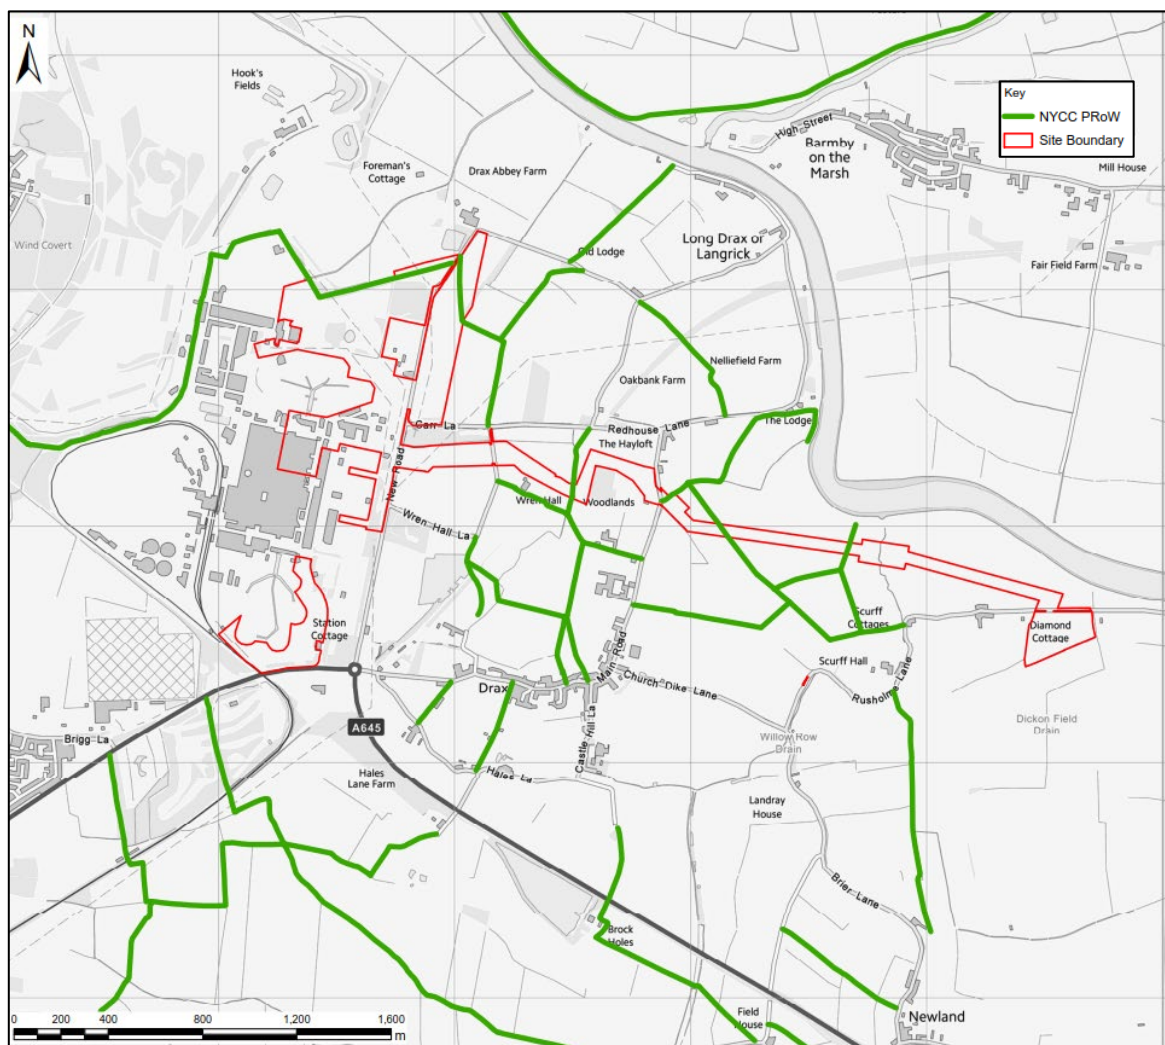 N
Hook's
Fields
Key
NYCC PRoW
Site Boundary
High Street
Barmby
on the
Marsh
Mill House
Foreman's
Cottage
Drax Abbey Farm
Wind Covert
Old Lodge
Long Drax or
Langrick
Fair Field Farm
Nelliefield Farm
Oakbank Farm
Carr La
Redhouse Lane
The Lodge
The Hayloft
New Road
Wren Hall
Woodlands
Wren Hall La
Station
Cottage
Scurff
Cottages
Diamond
Cottage
Main Road
Scurff Hall
Church Dike Lane
Rusholme Lane
Drax
A645
Castle Hill La
Willow Row
Drain
Dickon Field
Drain
Brigg La
Hales
Lane Farm
Hales La
Landray
House
Brier Lane
Brock
Holes
Field
House
Newland
0 200 400 800 1,200 1,600
m